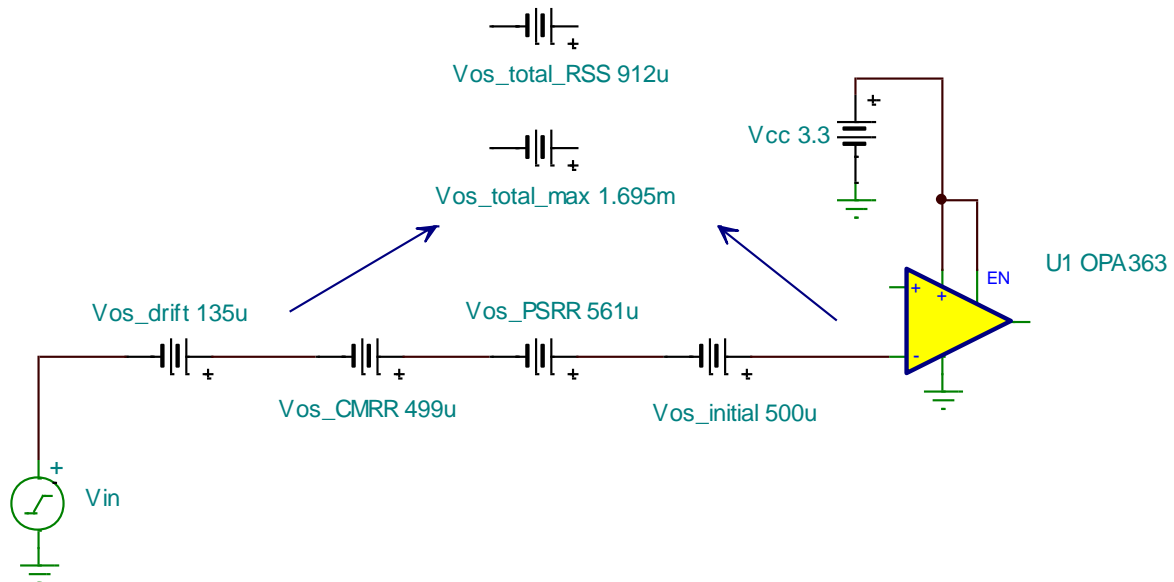 Vos_total_RSS 912u
Vcc 3.3
Vos_total_max 1.695m
U1 OPA363
EN
Vos_drift 135u
Vos_PSRR 561u
Vos_CMRR 499u
Vos_initial 500u
Vin